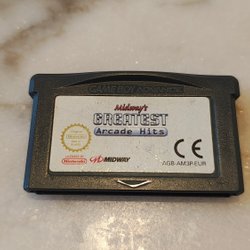 GAME BOY ADVANCE
Midway's
GREATEST
Arcade Hits
Nintendo
MIDWAY
CE
AGB-AM3P-EUR